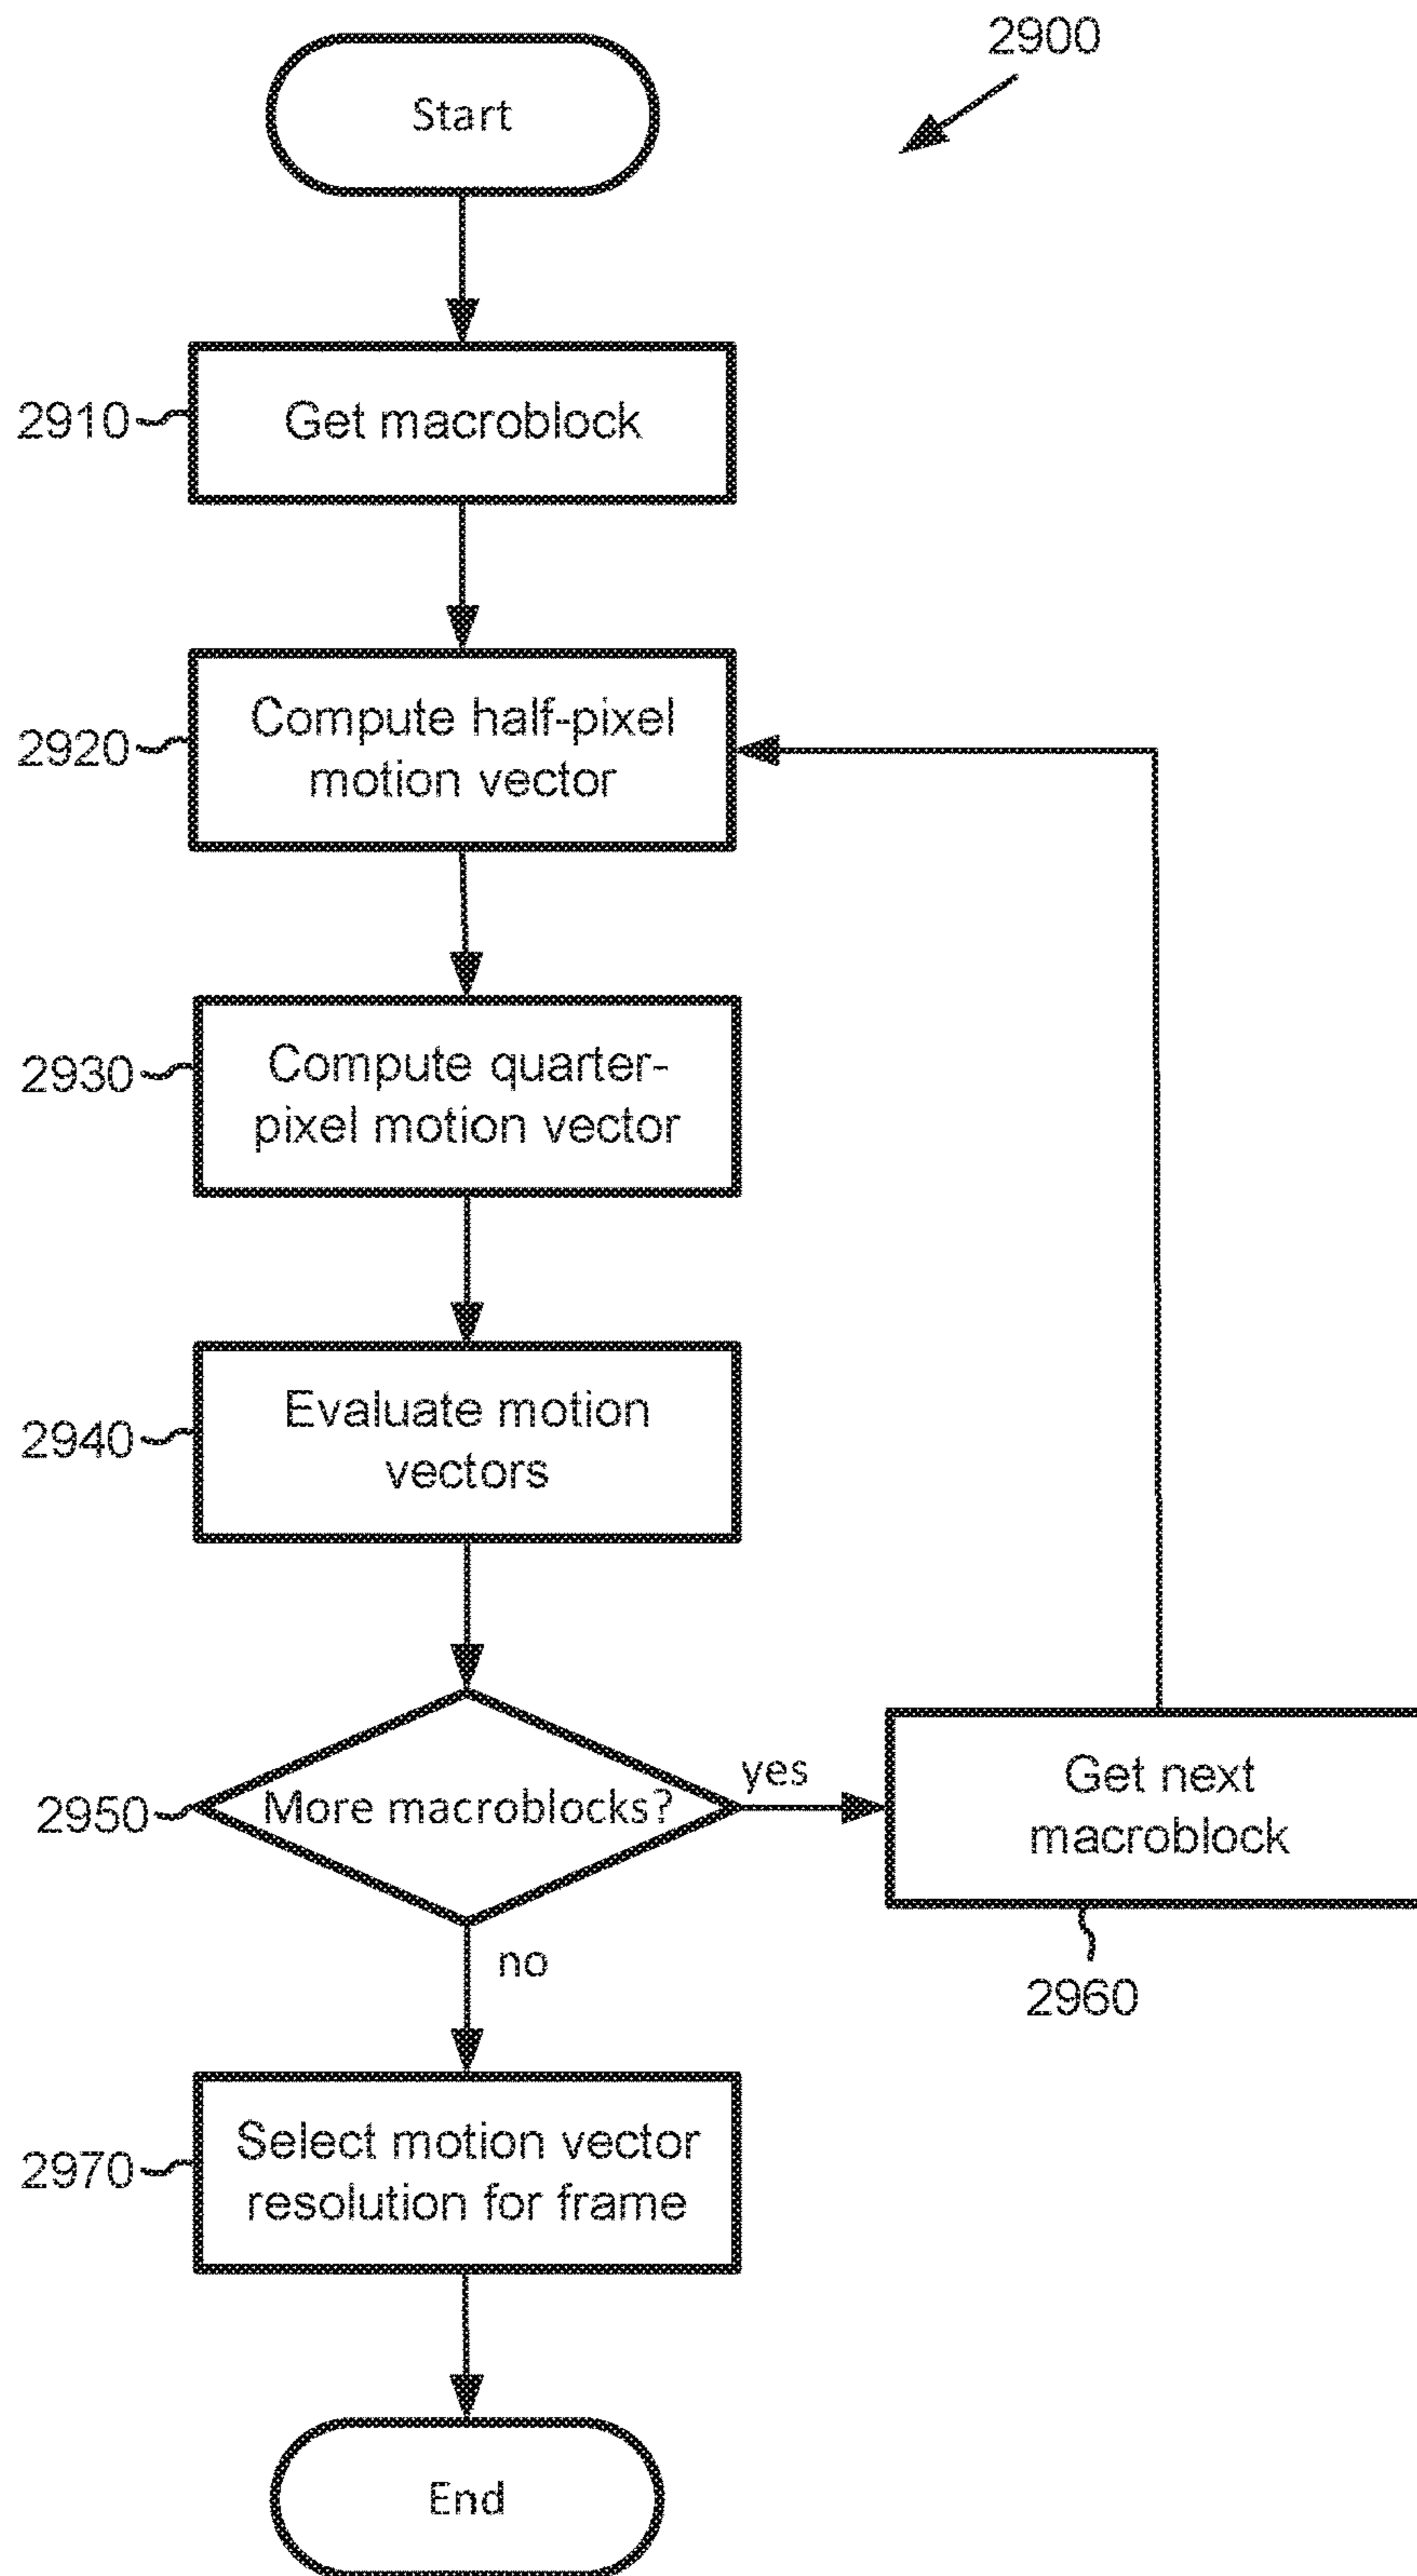 2900
Start
2910
Get macroblock
2920
Compute half-pixel
motion vector
2930
Compute quarter-
pixel motion vector
2940
Evaluate motion
vectors
2950
More macroblocks?
yes
Get next
macroblock
2960
no
2970
Select motion vector
resolution for frame
End